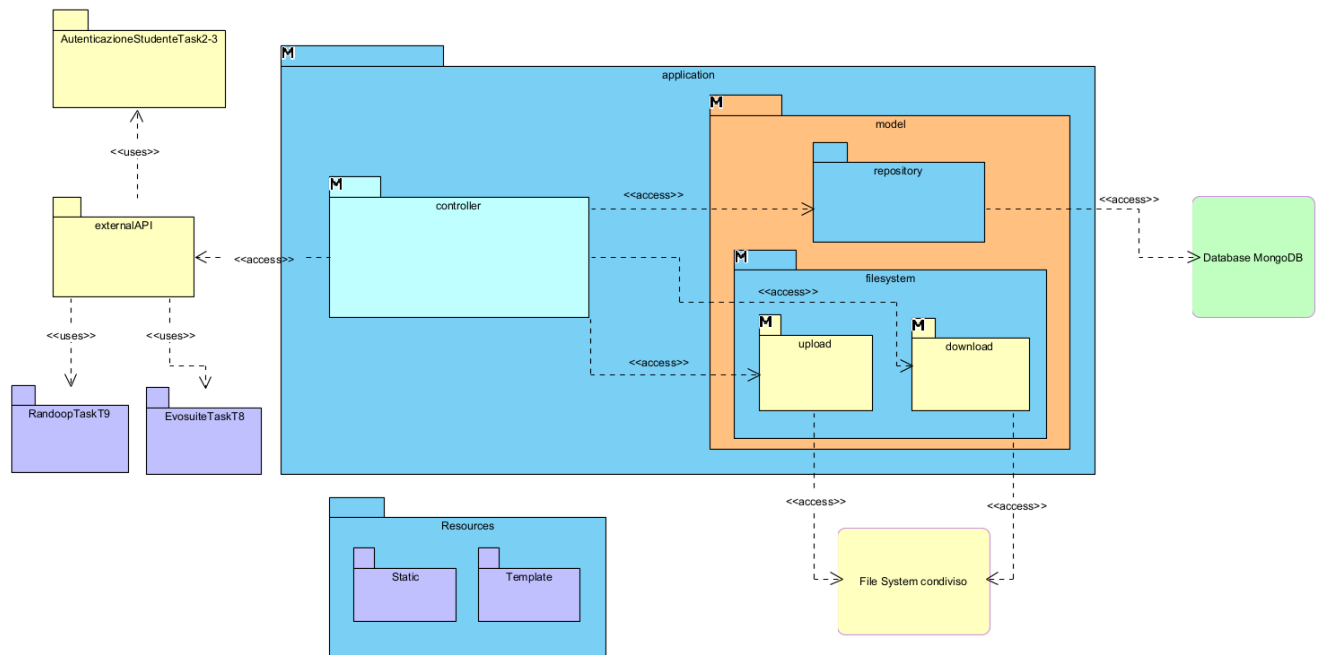 AutenticazioneStudenteTask2-3
<<uses>>
externalAPI
<<uses>>
<<uses>>
RandoopTaskT9
EvosuiteTaskT8
<<access>>
M
application
M
controller
<<access>>
<<access>>
<<access>>
M
model
repository
M
filesystem
M
upload
M
download
<<access>>
Database MongoDB
<<access>>
<<access>>
File System condiviso
Resources
Static
Template